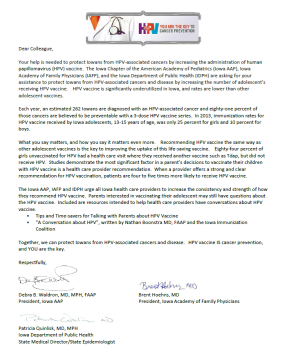 HPV YOU ARE THE KEY TO
CANCER PREVENTION
Dear Colleague,
Your help is needed to protect Iowans from HPV-associated cancers by increasing the administration of human
papillomavirus (HPV) vaccine. The Iowa Chapter of the American Academy of Pediatrics (Iowa AAP), Iowa
Academy of Family Physicians (IAFP), and the Iowa Department of Public Health (IDPH) are asking for your
assistance to protect Iowans from HPV-associated cancers and disease by increasing the number of adolescents
receiving HPV vaccine. HPV vaccine is significantly underutilized in Iowa, and rates are lower than other
adolescent vaccines.
Each year, an estimated 262 Iowans are diagnosed with an HPV-associated cancer and eighty-one percent of
those cancers are believed to be preventable with a 3-dose HPV vaccine series. In 2013, immunization rates for
HPV vaccine received by Iowa adolescents, 13-15 years of age, was only 25 percent for girls and 10 percent for
boys.
What you say matters, and how you say it matters even more. Recommending HPV vaccine the same way as
other adolescent vaccines is the key to improving the uptake of this life saving vaccine. Eighty-four percent of
girls unvaccinated for HPV had a health care visit where they received another vaccine such as Tdap, but did not
receive HPV. Studies demonstrate the most significant factor in a parent's decisions to vaccinate their children
with HPV vaccine is a health care provider recommendation. When a provider offers a strong and clear
recommendation for HPV vaccination, patients are four to five times more likely to receive HPV vaccine.
The Iowa AAP, IAFP and IDPH urge all Iowa health care providers to increase the consistency and strength of how
they recommend HPV vaccine. Parents interested in vaccinating their adolescent may still have questions about
the HPV vaccine. Included are resources intended to help health care providers have conversations about HPV
vaccine.
• Tips and Time-savers for Talking with Parents about HPV Vaccine
• "A Conversation about HPV", written by Nathan Boonstra MD, FAAP and the Iowa Immunization
Coalition
Together, we can protect Iowans from HPV-associated cancers and disease. HPV vaccine IS cancer prevention,
and YOU are the key.
Respectfully,
Debra B. Waldron, MD, MPH, FAAP Brent Hoehns, MD
President, Iowa AAP President, Iowa Academy of Family Physicians
Patricia Quinlisk, MD, MPH
Iowa Department of Public Health
State Medical Director/State Epidemiologist